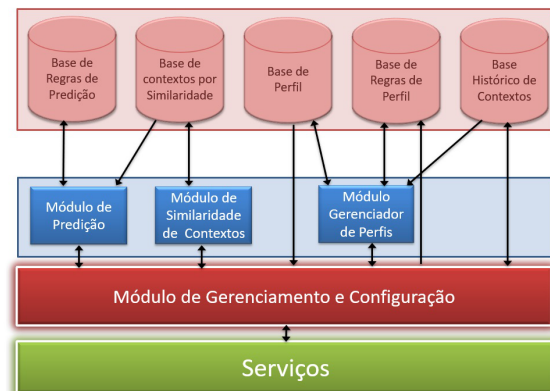 Base de
Regras de
Predição
Base de
contextos por
Similaridade
Base de
Perfil
Base de
Regras de
Perfil
Base
Histórico de
Contextos
Módulo de
Predição
Módulo de
Similaridade
de Contextos
Módulo
Gerenciador
de Perfis
Módulo de Gerenciamento e Configuração
Serviços